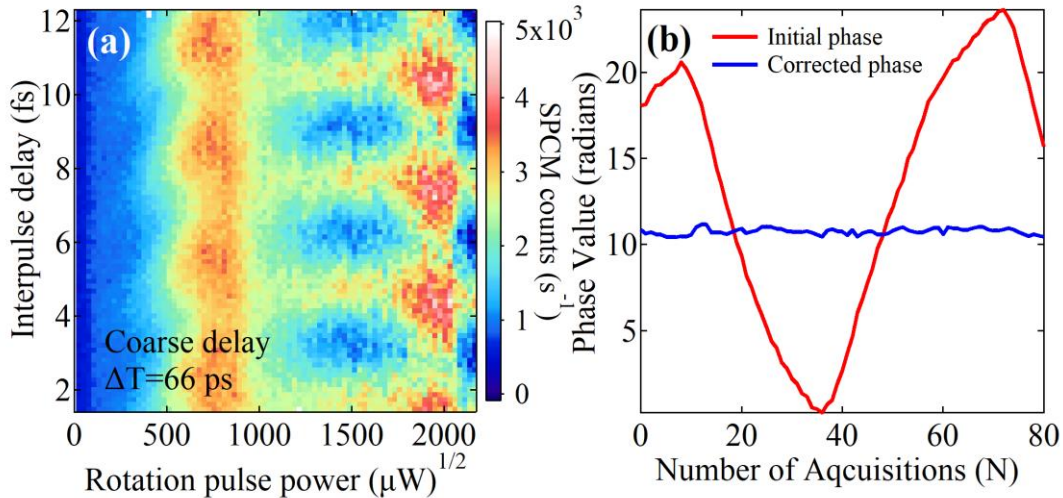 (a)
12
10
8
6
4
2
Interpulse delay (fs)
Coarse delay
ΔT=66 ps
0 500 1000 1500 2000
Rotation pulse power (µW)^1/2
5x10^3
4
3
2
1
0
SPCM counts (s^-1)
(b)
Initial phase
Corrected phase
20
15
10
5
Phase Value (radians)
0 20 40 60 80
Number of Aqcuisitions (N)